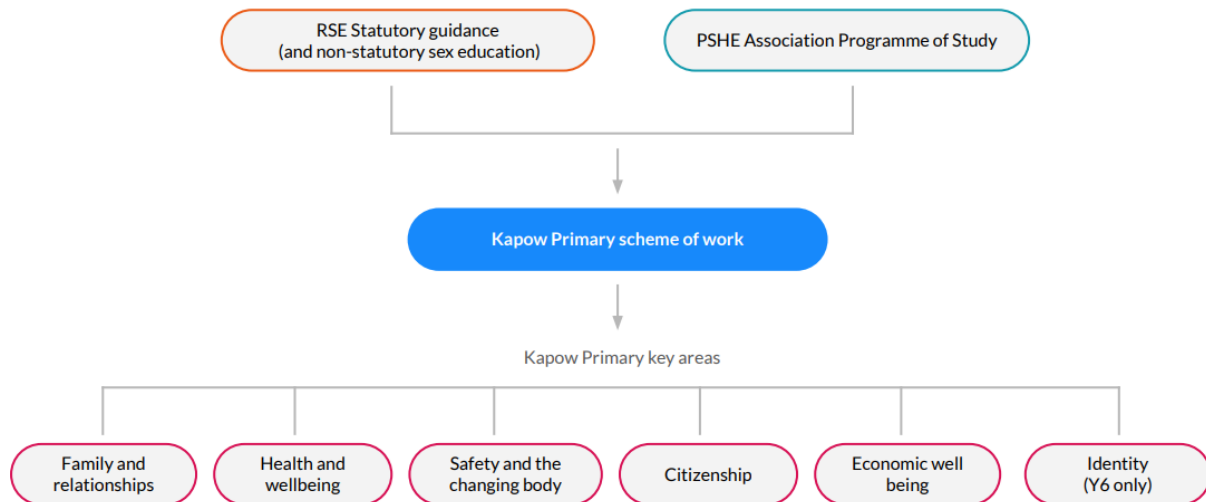 RSE Statutory guidance
(and non-statutory sex education)
PSHE Association Programme of Study
Kapow Primary scheme of work
Kapow Primary key areas
Family and
relationships
Health and
wellbeing
Safety and the
changing body
Citizenship
Economic well
being
Identity
(Y6 only)